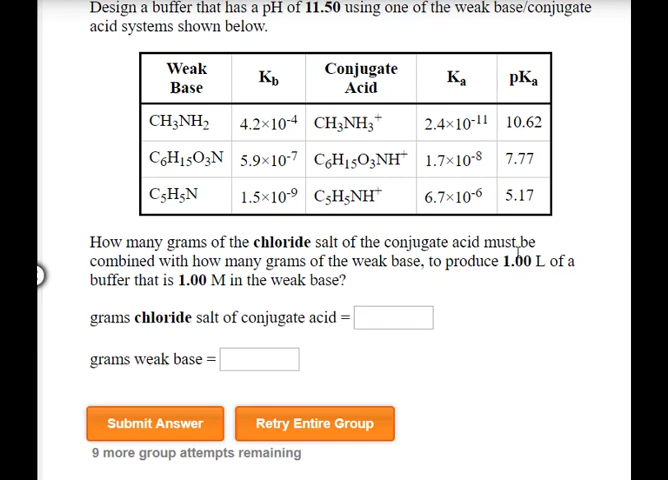 Design a buffer that has a pH of 11.50 using one of the weak base/conjugate
acid systems shown below.
Weak Base Kb Conjugate Acid Ka pKa
CH3NH2 4.2×10-4 CH3NH3+ 2.4×10-11 10.62
C6H15O3N 5.9×10-7 C6H15O3NH+ 1.7×10-8 7.77
C5H5N 1.5×10-9 C5H5NH+ 6.7×10-6 5.17
How many grams of the chloride salt of the conjugate acid must be
combined with how many grams of the weak base, to produce 1.00 L of a
buffer that is 1.00 M in the weak base?
grams chloride salt of conjugate acid =
grams weak base =
Submit Answer Retry Entire Group
9 more group attempts remaining